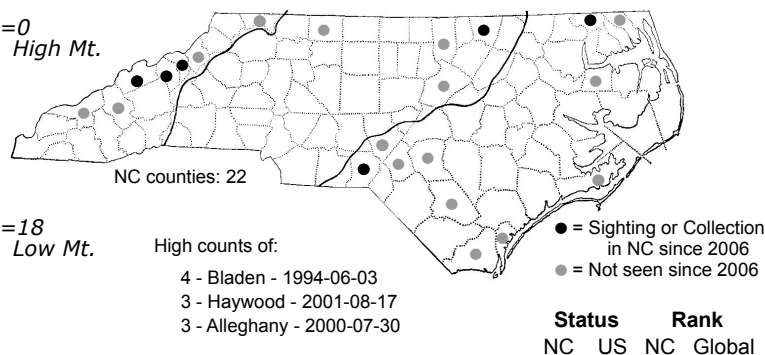 =0
High Mt.
NC counties: 22
=18
Low Mt.
High counts of:
4 - Bladen - 1994-06-03
3 - Haywood - 2001-08-17
3 - Alleghany - 2000-07-30
= Sighting or Collection
in NC since 2006
= Not seen since 2006
Status Rank
NC US NC Global